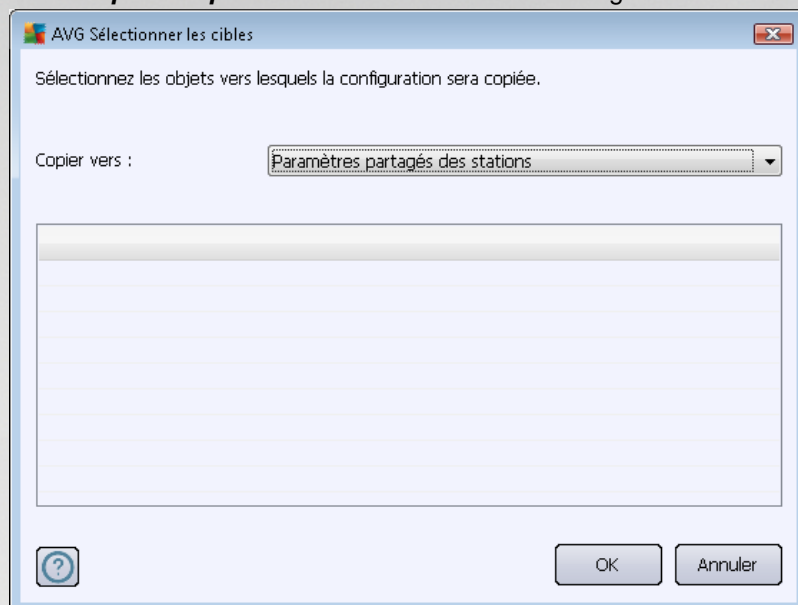 AVG Sélectionner les cibles
Sélectionnez les objets vers lesquels la configuration sera copiée.
Copier vers :
Paramètres partagés des stations
?
OK
Annuler